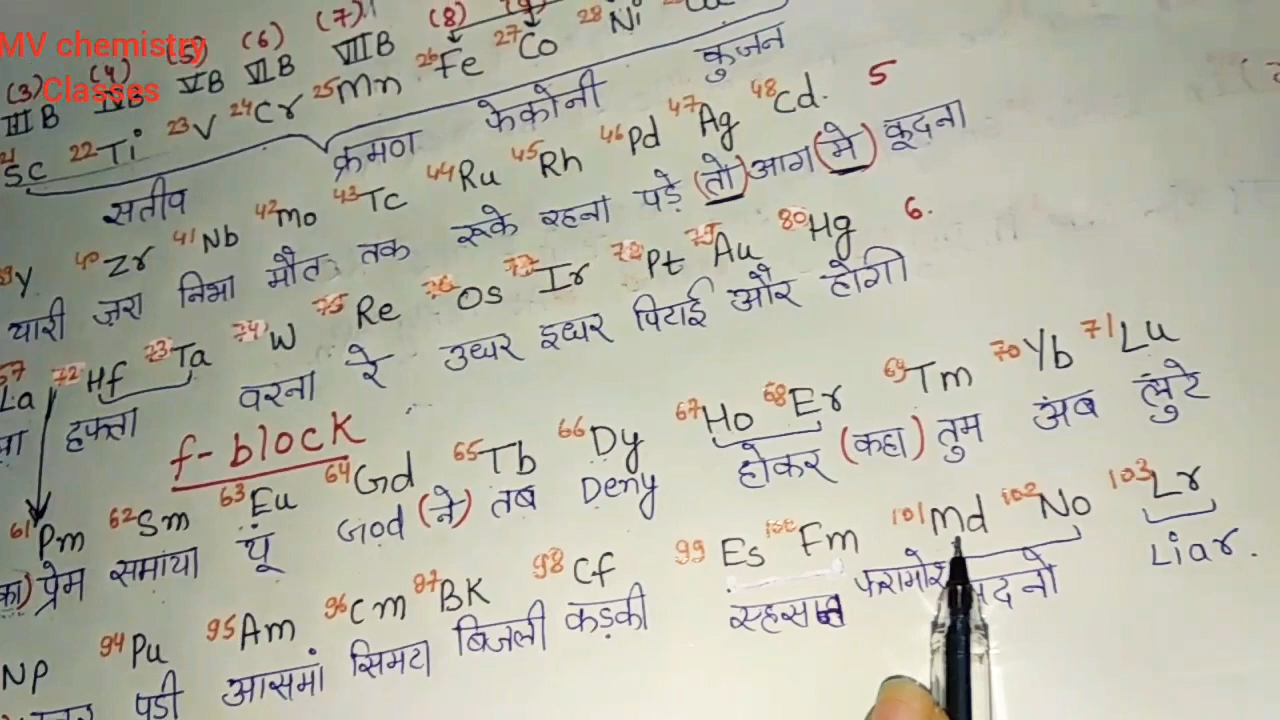 MV chemistry
Classes
(3) (4) (5) (6) (7) (8)
III B IVB VB VIB VIIB
21Sc 22Ti 23V 24Cr 25Mn 26Fe 27Co 28Ni
सतीव क्रमण फेकोनी कुजन
39Y 40Zr 41Nb 42Mo 43Tc 44Ru 45Rh 46Pd 47Ag 48Cd. 5
यारी ज़रा निभा मौत तक रूके रहना पड़े (तो) आग (मे) कूदना
57La 72Hf 73Ta 74W 75Re 76Os 77Ir 78Pt 79Au 80Hg 6.
हफ्ता वरना रे उधर इधर पिटाई और होगी
f-block
61Pm 62Sm 63Eu 64Gd 65Tb 66Dy 67Ho 68Er 69Tm 70Yb 71Lu
का) प्रेम समाया यूं God (ने) तब Deny होकर (कहा) तुम अब लुटे
NP 94Pu 95Am 96Cm 97BK 98Cf 99Es 100Fm 101Md 102No 103Lr
पडी आसमां सिमटा बिजली कड़की Liar.